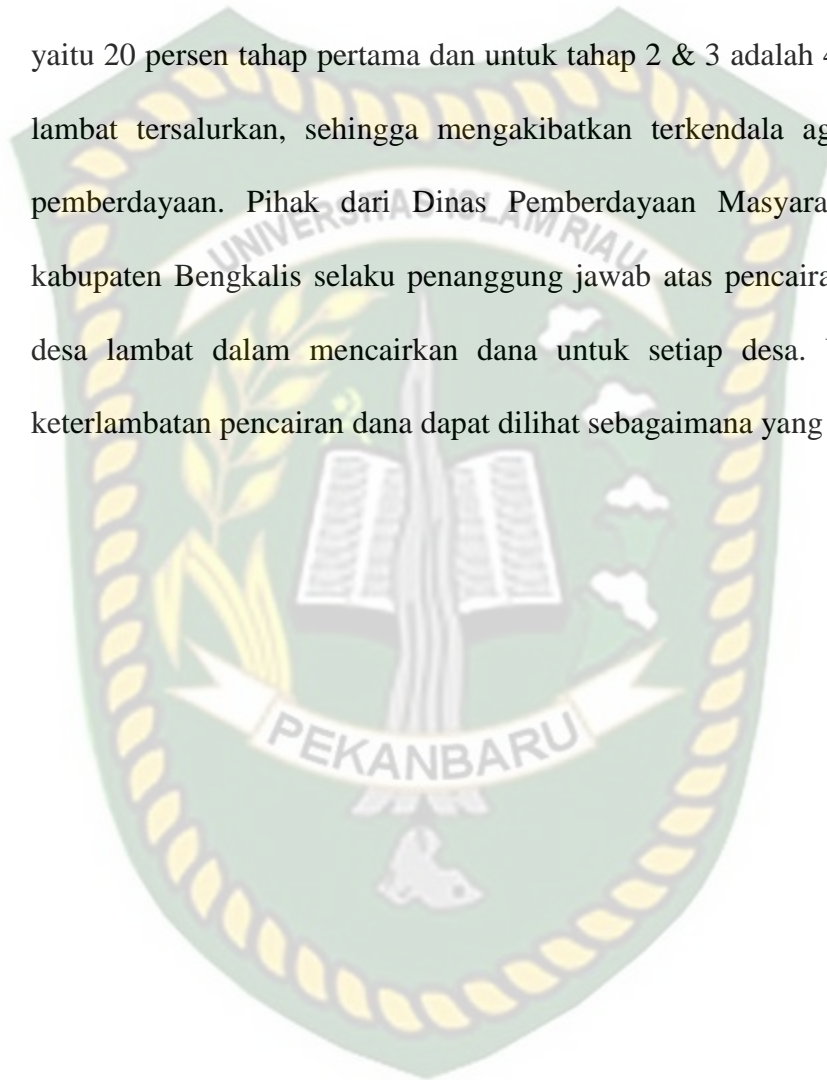 yaitu 20 persen tahap pertama dan untuk tahap 2 & 3 adalah 4
lambat tersalurkan, sehingga mengakibatkan terkendala ag
pemberdayaan. Pihak dari Dinas Pemberdayaan Masyara
UNIVERSITAS ISLAM RIAU
kabupaten Bengkalis selaku penanggung jawab atas pencaira
desa lambat dalam mencairkan dana untuk setiap desa.
keterlambatan pencairan dana dapat dilihat sebagaimana yang
PEKANBARU